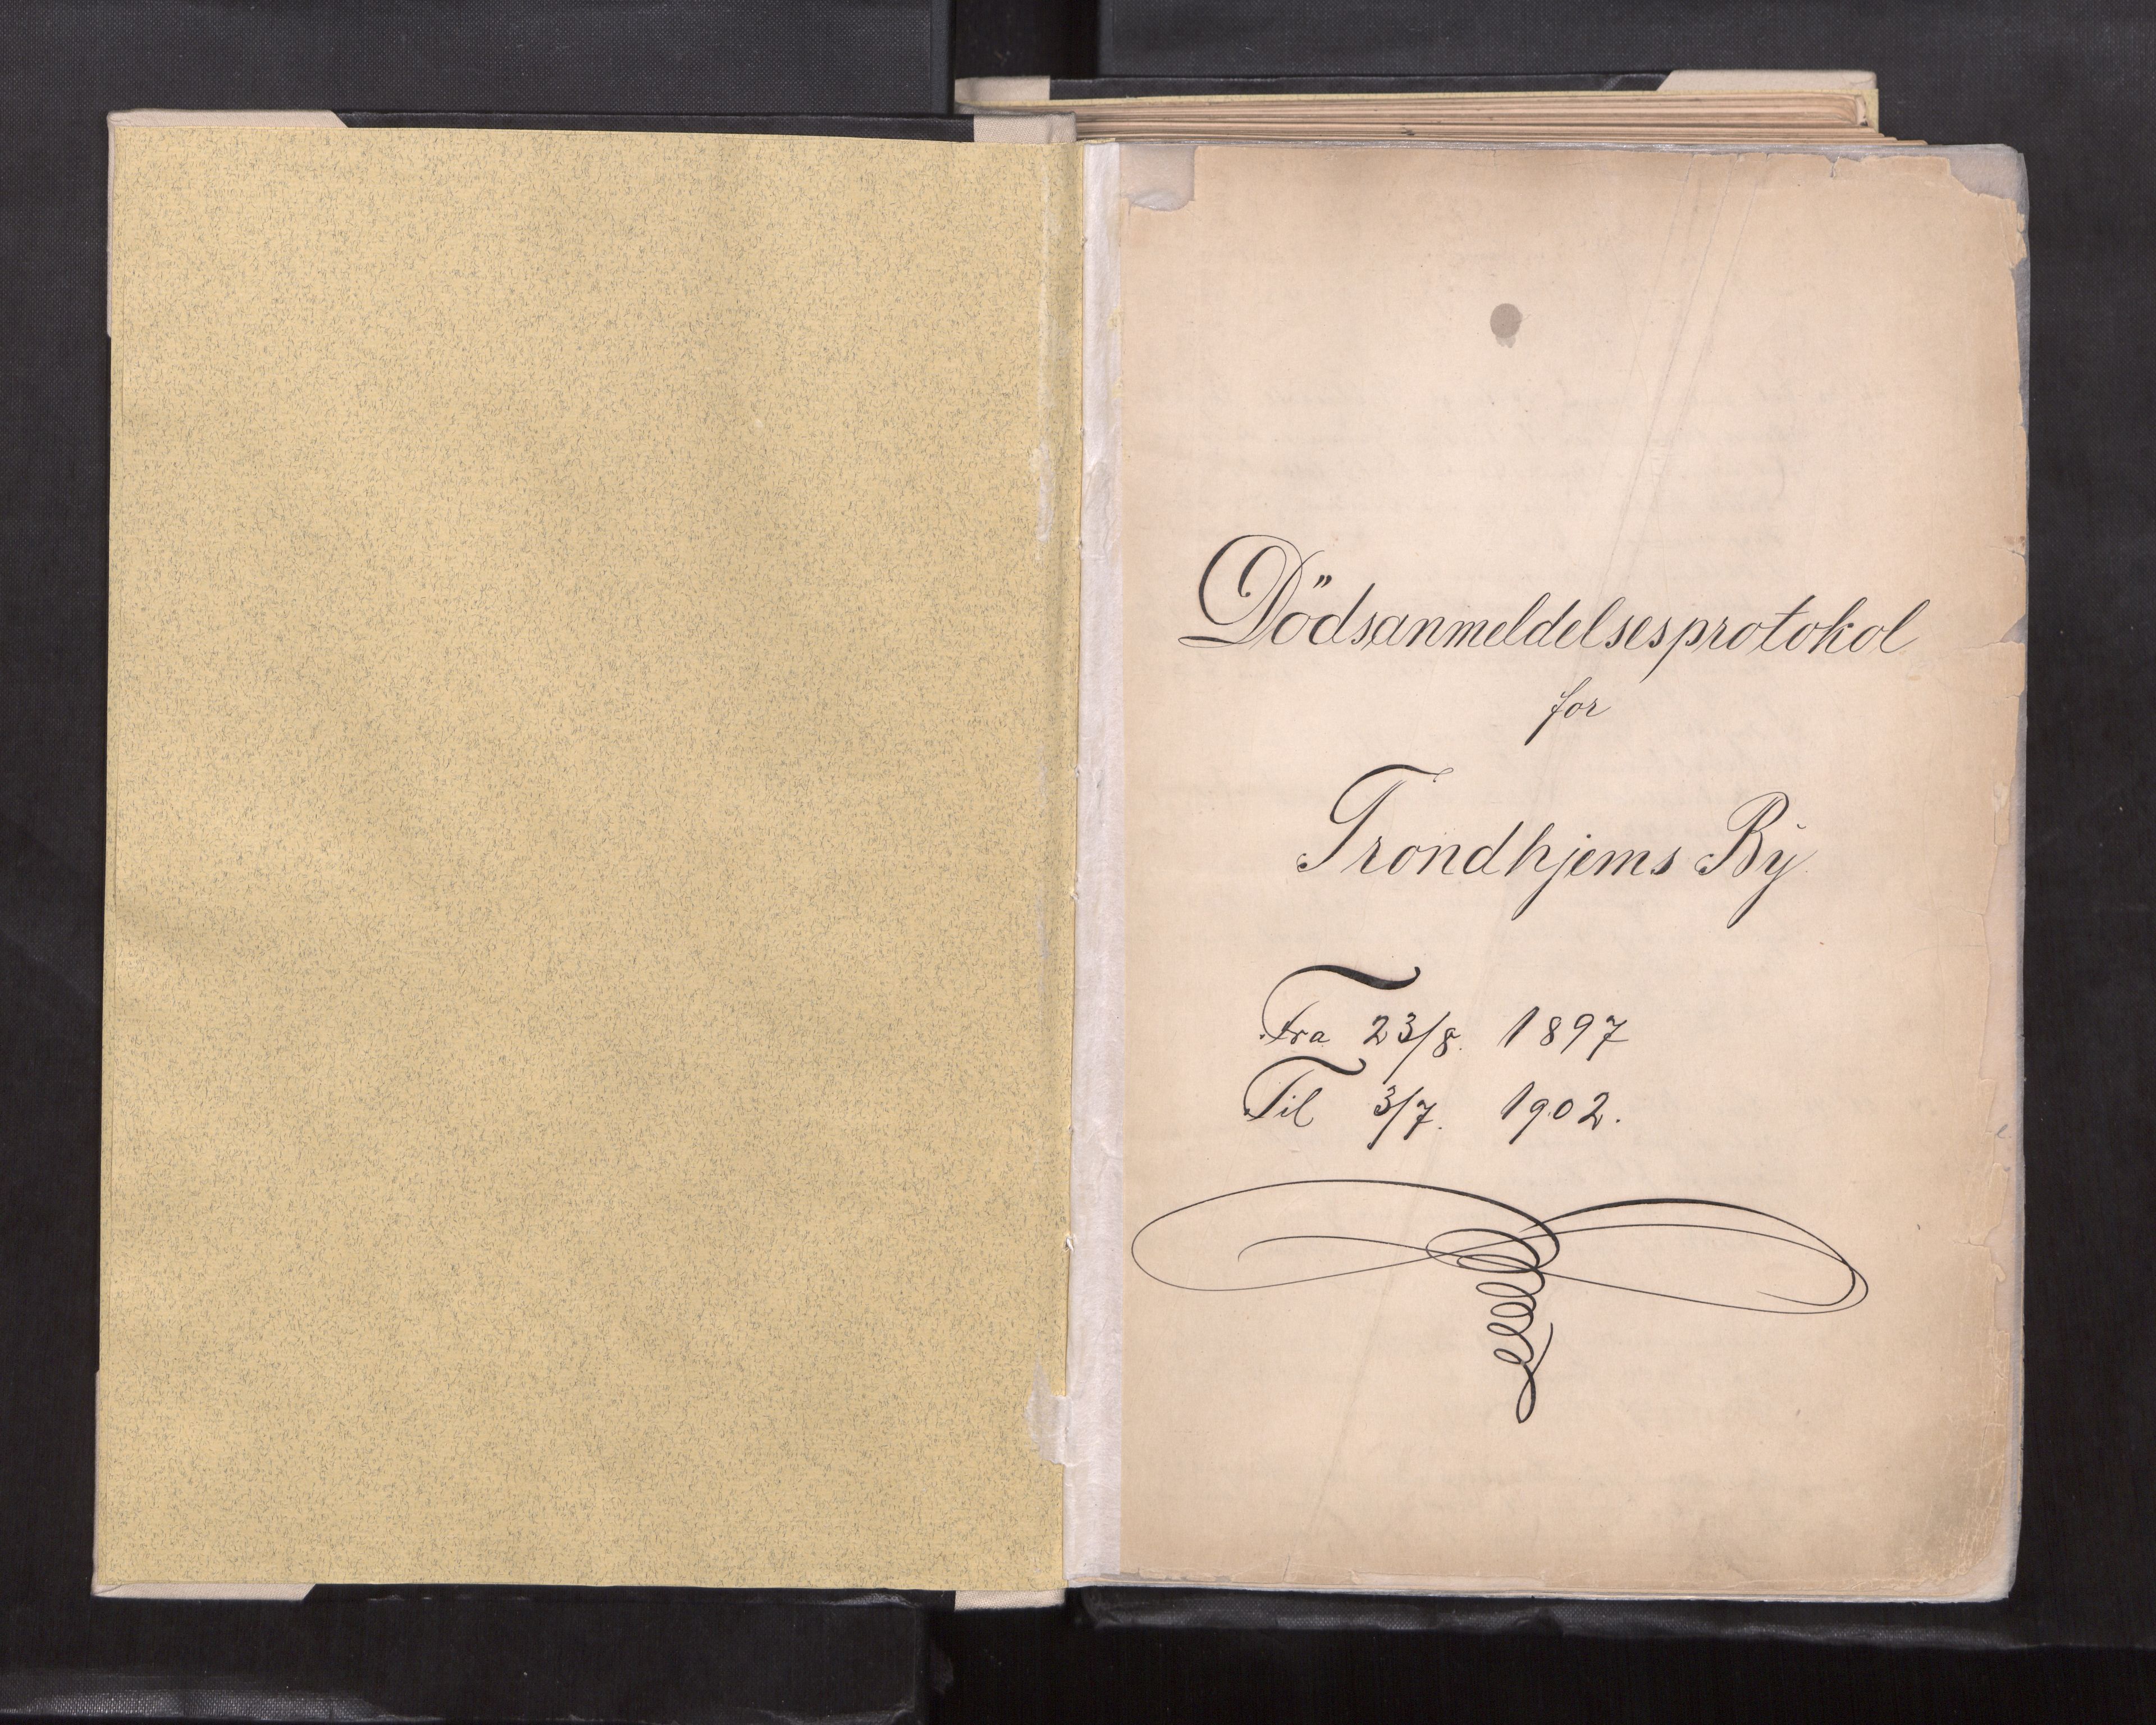 Dödsanmeldelsesprotokol
for
Trondhjems By
Fra 23/8. 1897
Til 3/7. 1902.